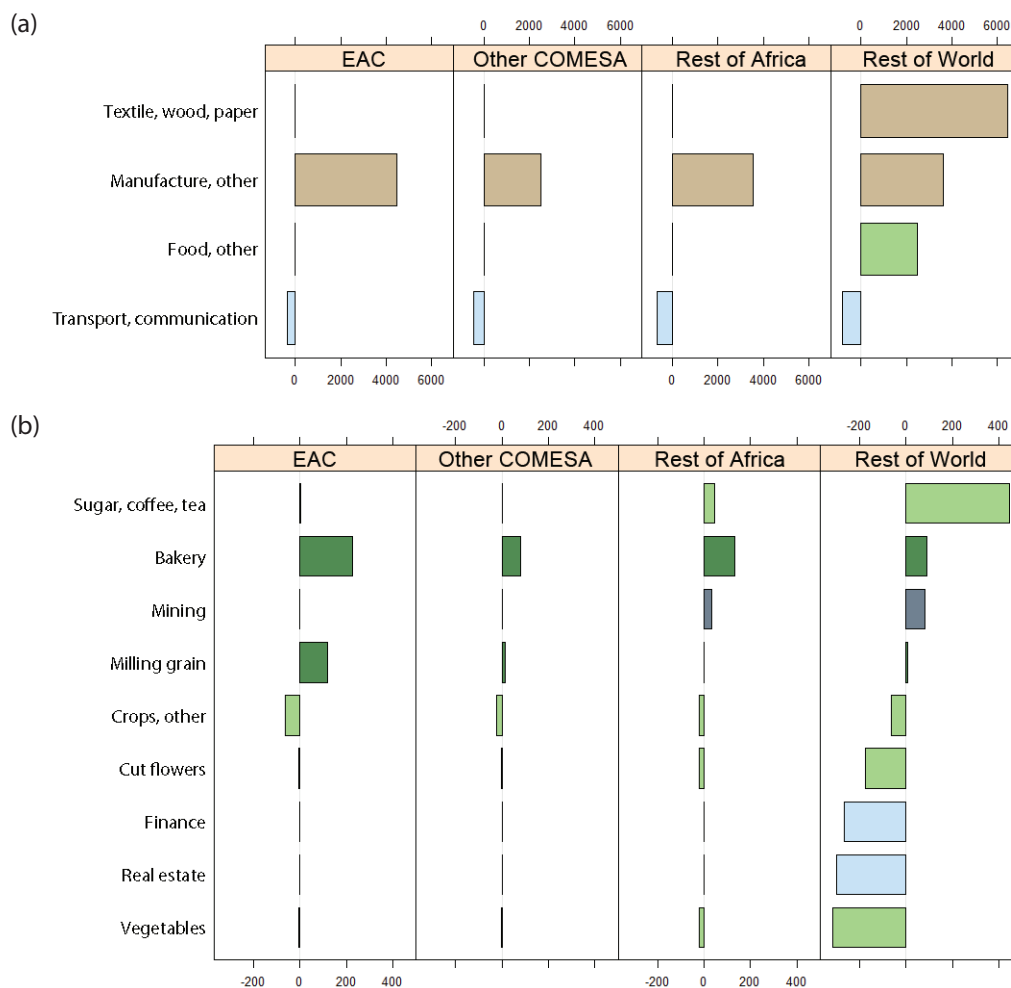 (a)
0 2000 4000 6000 0 2000 4000 6000
EAC Other COMESA Rest of Africa Rest of World
Textile, wood, paper
Manufacture, other
Food, other
Transport, communication
0 2000 4000 6000 0 2000 4000 6000
(b)
-200 0 200 400 -200 0 200 400
EAC Other COMESA Rest of Africa Rest of World
Sugar, coffee, tea
Bakery
Mining
Milling grain
Crops, other
Cut flowers
Finance
Real estate
Vegetables
-200 0 200 400 -200 0 200 400